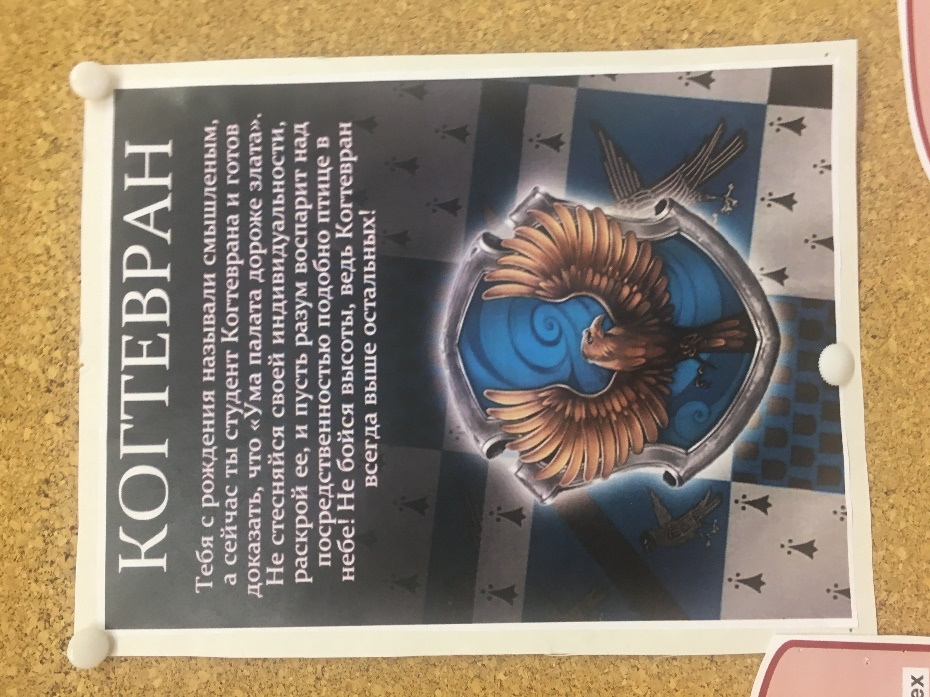 КОГТЕВРАН
Тебя с рождения называли смышленым,
а сейчас ты студент Когтеврана и готов
доказать, что «Ума палата дороже злата».
Не стесняйся своей индивидуальности,
раскрой ее, и пусть разум воспарит над
посредственностью подобно птице в
небе! Не бойся высоты, ведь Когтевран
всегда выше остальных!
ех